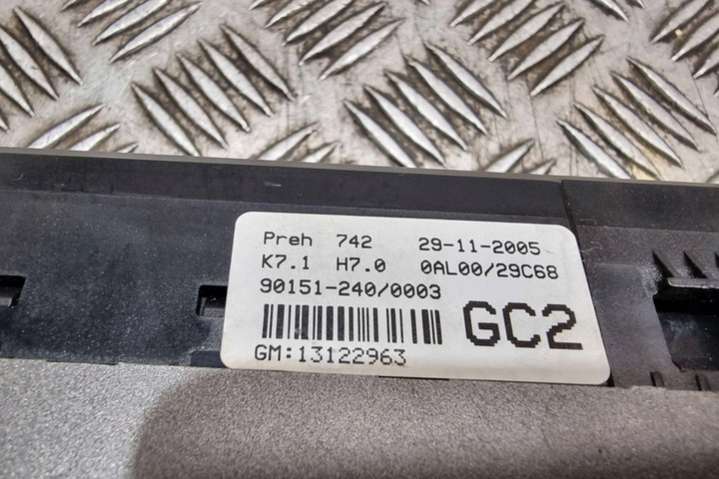 Preh 742 29-11-2005
K7.1 H7.0 0AL00/29C68
90151-240/0003
GC2
GM:13122963